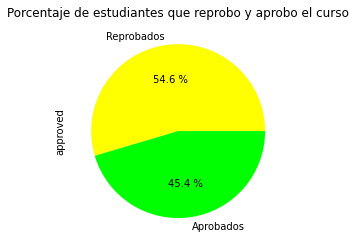 Porcentaje de estudiantes que reprobo y aprobo el curso
Reprobados
54.6 %
approved
45.4 %
Aprobados